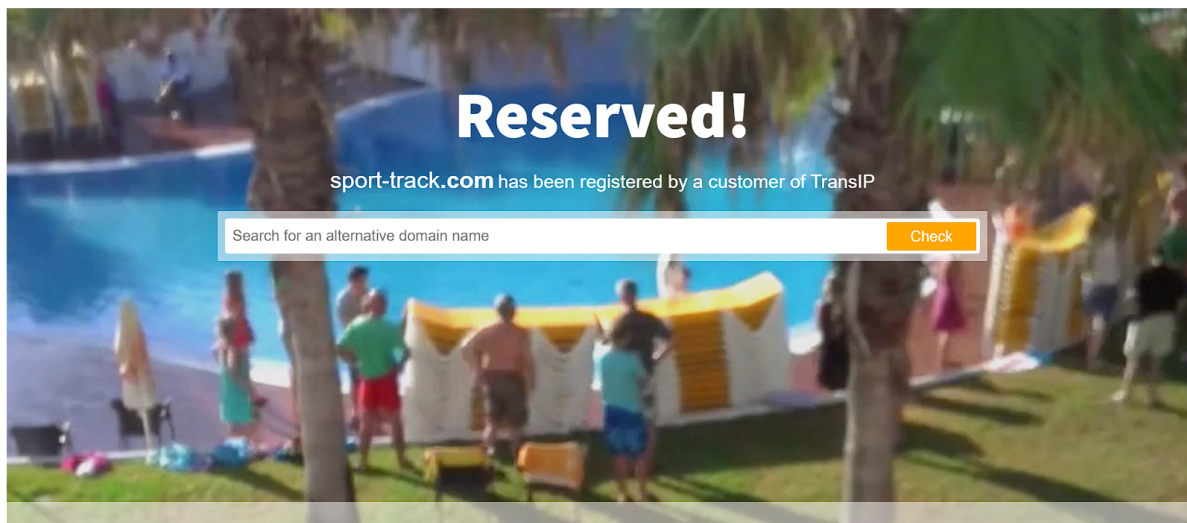 Reserved!
sport-track.com has been registered by a customer of TransIP
Search for an alternative domain name
Check